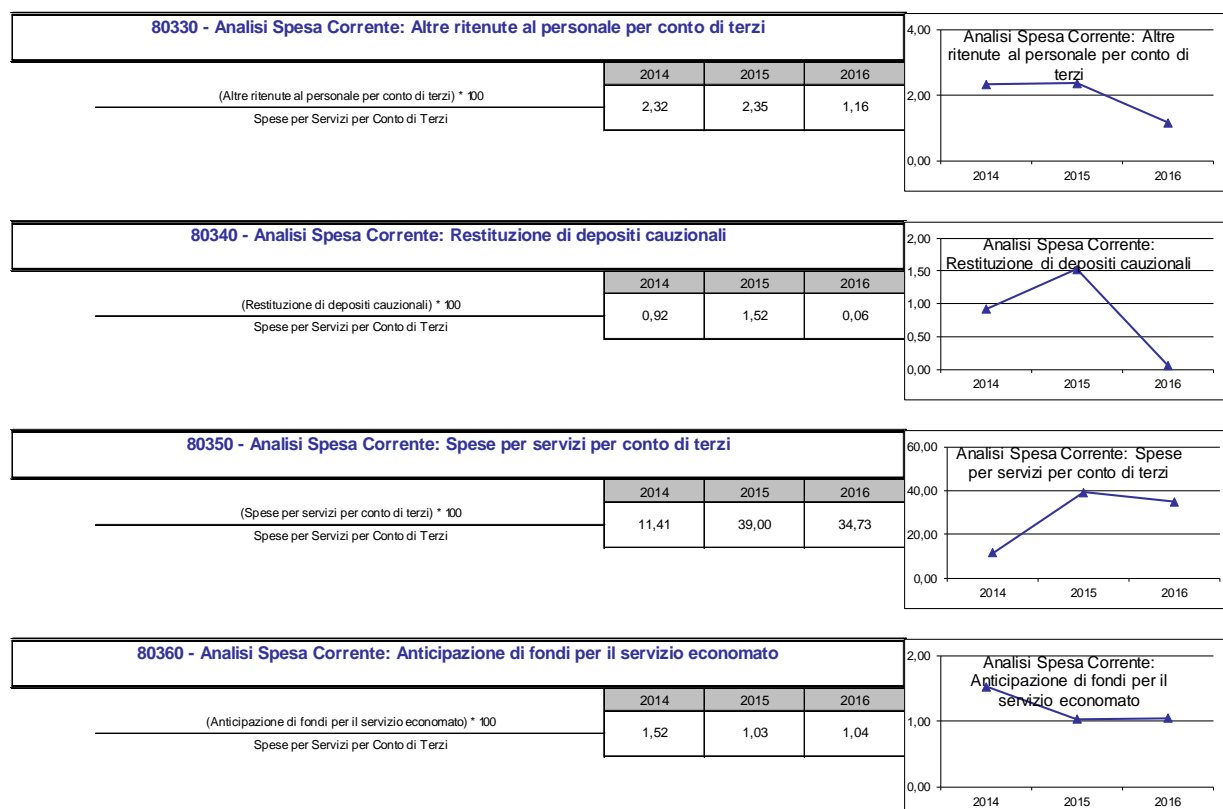 80330 - Analisi Spesa Corrente: Altre ritenute al personale per conto di terzi
2014 2015 2016
(Altre ritenute al personale per conto di terzi) * 100
Spese per Servizi per Conto di Terzi
2,32 2,35 1,16
Analisi Spesa Corrente: Altre
ritenute al personale per conto di
terzi
4,00
2,00
0,00
2014 2015 2016
80340 - Analisi Spesa Corrente: Restituzione di depositi cauzionali
2014 2015 2016
(Restituzione di depositi cauzionali) * 100
Spese per Servizi per Conto di Terzi
0,92 1,52 0,06
Analisi Spesa Corrente:
Restituzione di depositi cauzionali
2,00
1,50
1,00
0,50
0,00
2014 2015 2016
80350 - Analisi Spesa Corrente: Spese per servizi per conto di terzi
2014 2015 2016
(Spese per servizi per conto di terzi) * 100
Spese per Servizi per Conto di Terzi
11,41 39,00 34,73
Analisi Spesa Corrente: Spese
per servizi per conto di terzi
60,00
40,00
20,00
0,00
2014 2015 2016
80360 - Analisi Spesa Corrente: Anticipazione di fondi per il servizio economato
2014 2015 2016
(Anticipazione di fondi per il servizio economato) * 100
Spese per Servizi per Conto di Terzi
1,52 1,03 1,04
Analisi Spesa Corrente:
Anticipazione di fondi per il
servizio economato
2,00
1,00
0,00
2014 2015 2016